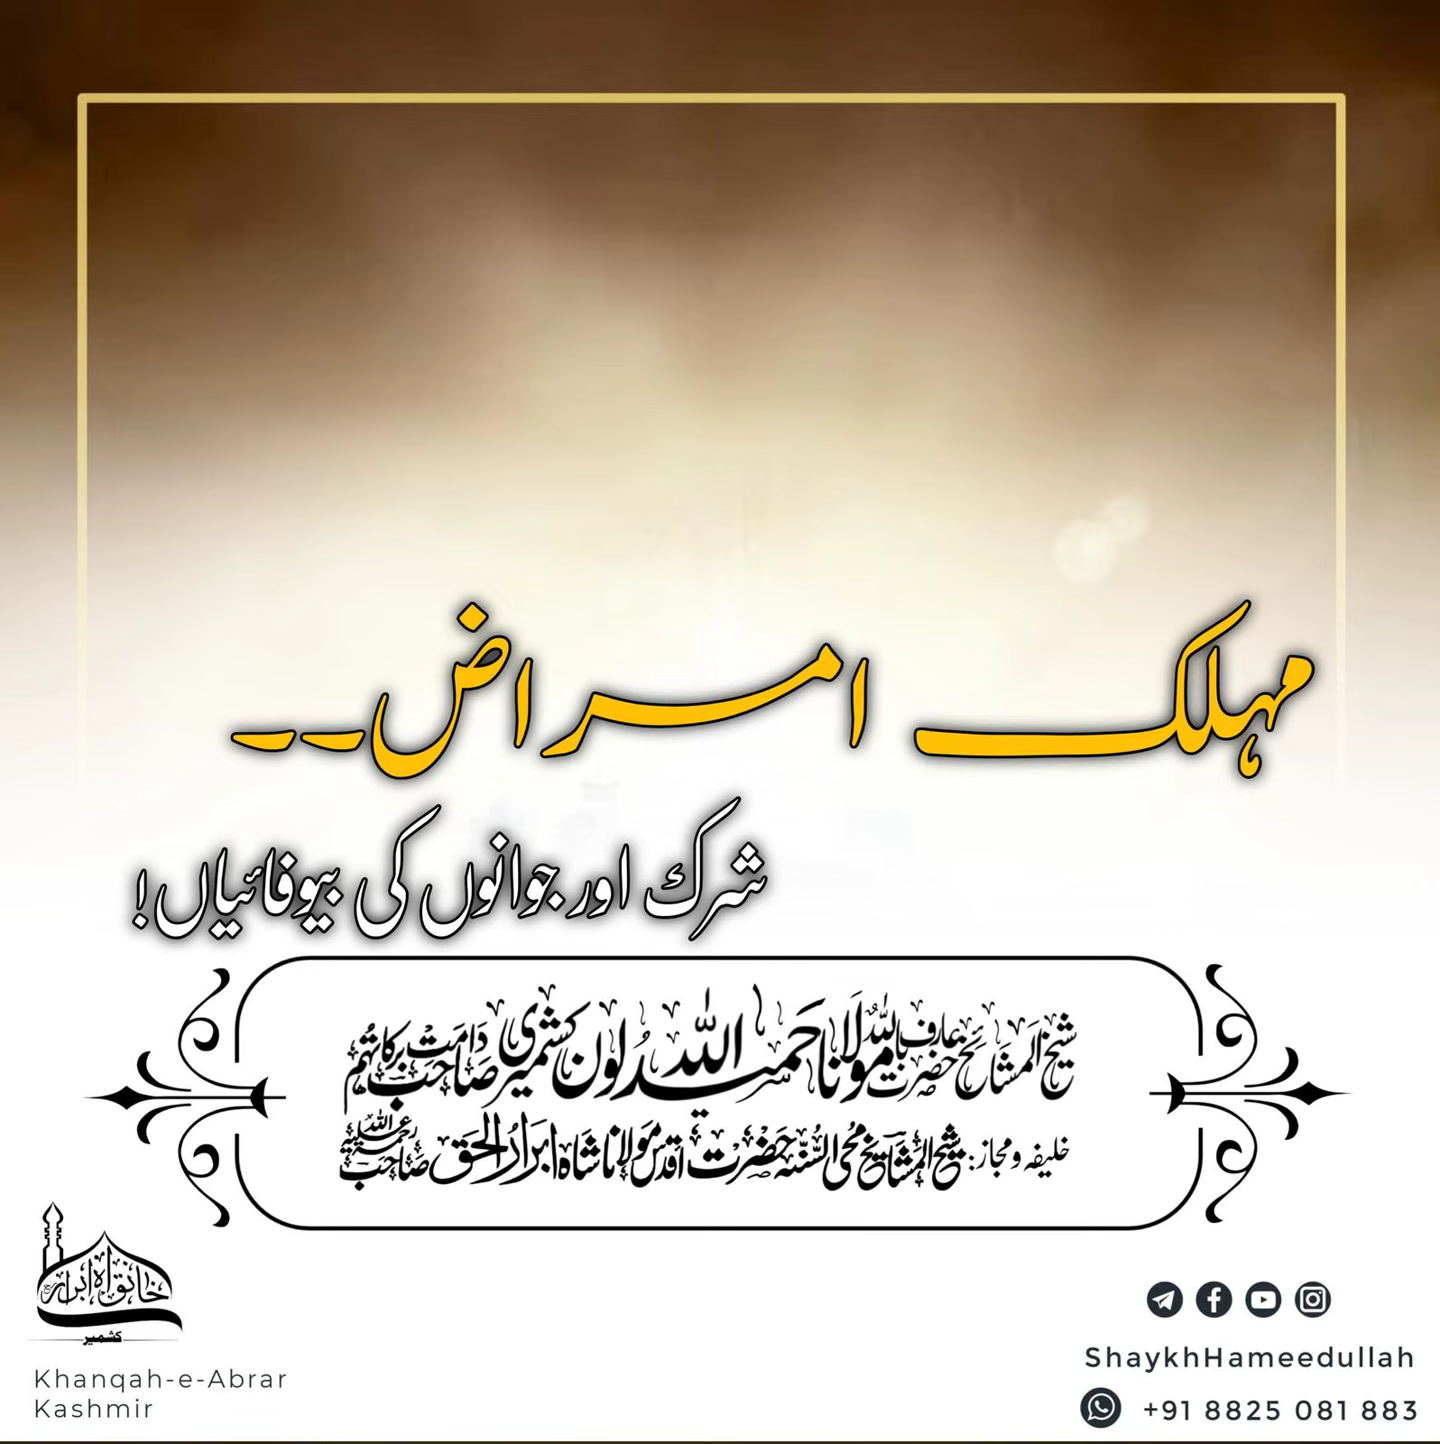 مہلک امراض۔۔
شرک اور جوانوں کی بیوفائیاں!
شیخ المشائخ عارف باللہ حضرت مولانا حمید اللہ لون کشمیری صاحب دامت برکاتہم
خلیفہ و مجاز: شیخ المشائخ محی السنہ حضرت اقدس مولانا شاہ ابرار الحق صاحب رحمۃ اللہ علیہ
خانقاہ ابرار
کشمیر
Khanqah-e-Abrar
Kashmir
ShaykhHameedullah
+91 8825 081 883